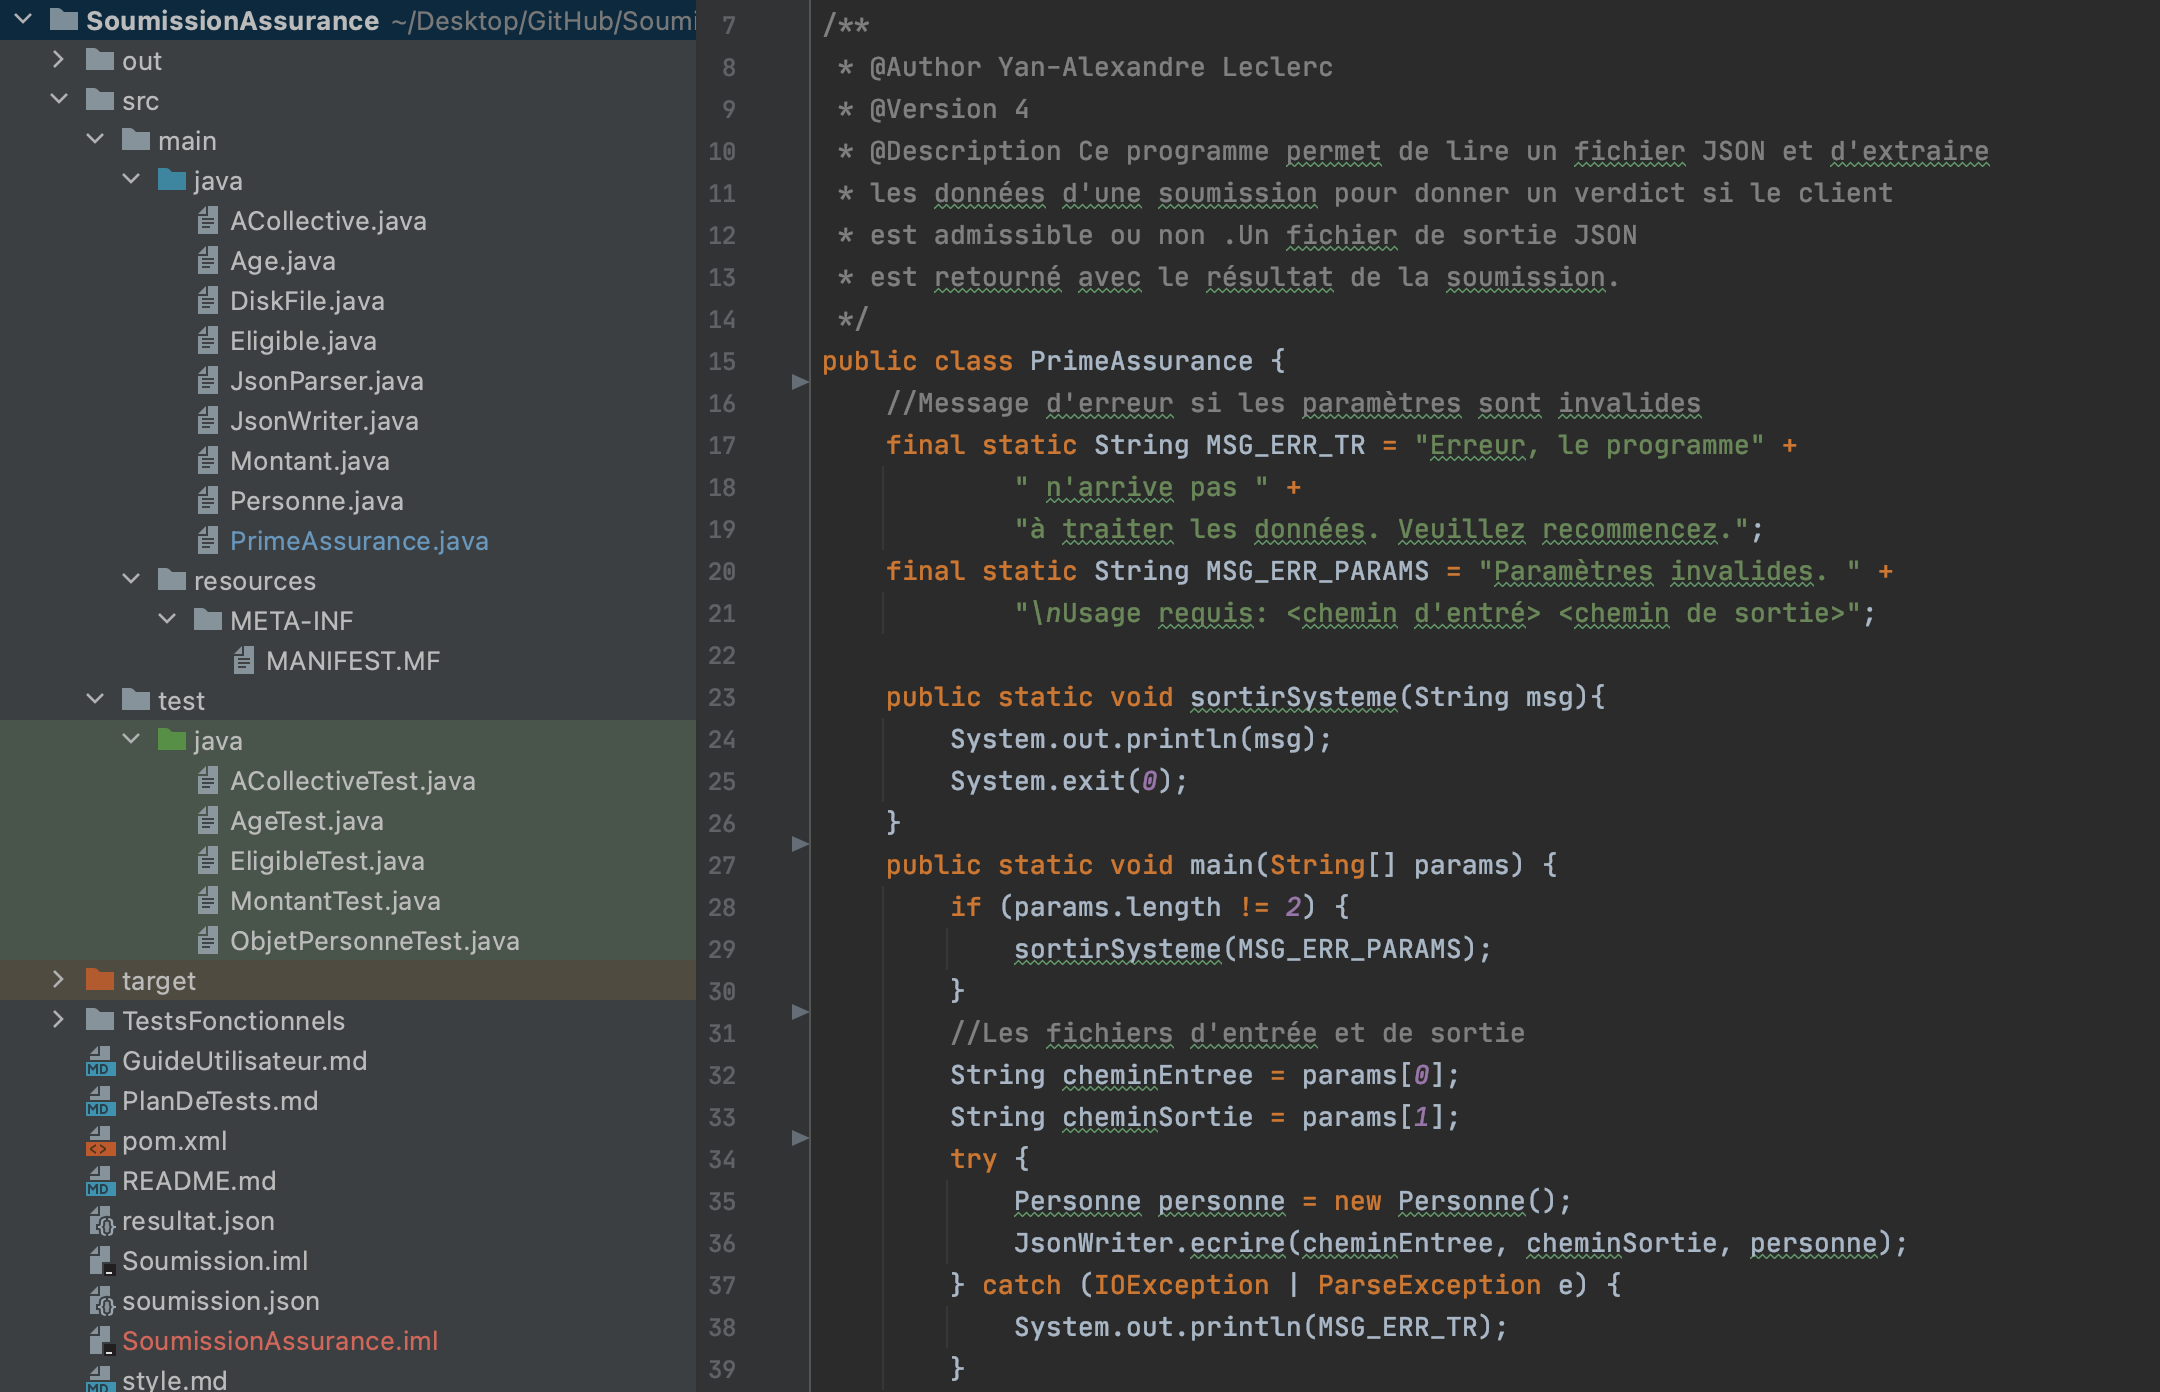 SoumissionAssurance ~/Desktop/GitHub/Soumi
out
src
main
java
ACollective.java
Age.java
DiskFile.java
Eligible.java
JsonParser.java
JsonWriter.java
Montant.java
Personne.java
PrimeAssurance.java
resources
META-INF
MANIFEST.MF
test
java
ACollectiveTest.java
AgeTest.java
EligibleTest.java
MontantTest.java
ObjetPersonneTest.java
target
TestsFonctionnels
MD GuideUtilisateur.md
MD PlanDeTests.md
<> pom.xml
MD README.md
{} resultat.json
Soumission.iml
{} soumission.json
SoumissionAssurance.iml
MD style.md
7 /**
8 * @Author Yan-Alexandre Leclerc
9 * @Version 4
10 * @Description Ce programme permet de lire un fichier JSON et d'extraire
11 * les données d'une soumission pour donner un verdict si le client
12 * est admissible ou non .Un fichier de sortie JSON
13 * est retourné avec le résultat de la soumission.
14 */
15 public class PrimeAssurance {
16 //Message d'erreur si les paramètres sont invalides
17 final static String MSG_ERR_TR = "Erreur, le programme" +
18 " n'arrive pas " +
19 "à traiter les données. Veuillez recommencez.";
20 final static String MSG_ERR_PARAMS = "Paramètres invalides. " +
21 "\nUsage requis: <chemin d'entré> <chemin de sortie>";
22
23 public static void sortirSysteme(String msg){
24 System.out.println(msg);
25 System.exit(0);
26 }
27 public static void main(String[] params) {
28 if (params.length != 2) {
29 sortirSysteme(MSG_ERR_PARAMS);
30 }
31 //Les fichiers d'entrée et de sortie
32 String cheminEntree = params[0];
33 String cheminSortie = params[1];
34 try {
35 Personne personne = new Personne();
36 JsonWriter.ecrire(cheminEntree, cheminSortie, personne);
37 } catch (IOException | ParseException e) {
38 System.out.println(MSG_ERR_TR);
39 }